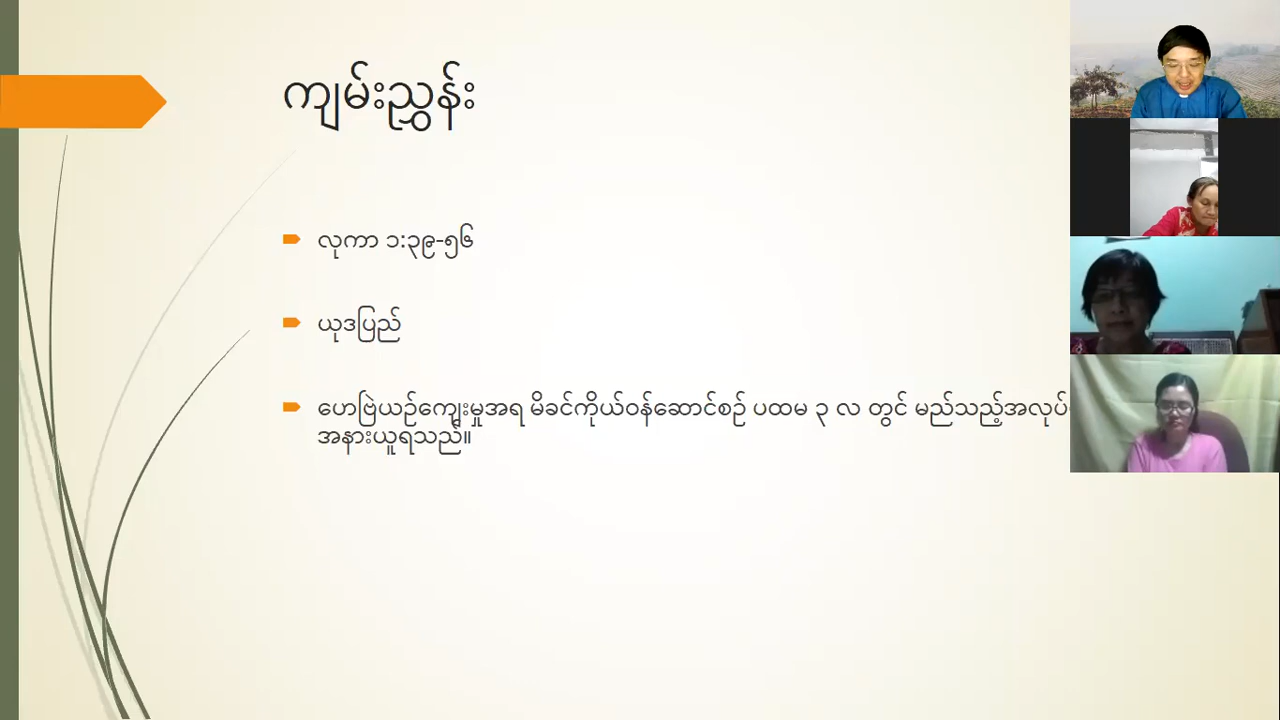 ကျမ်းညွှန်း
လုကာ ၁:၃၉-၅၆
ယုဒပြည်
ဟေဗြဲယဉ်ကျေးမှုအရ မိခင်ကိုယ်ဝန်ဆောင်စဉ် ပထမ ၃ လ တွင် မည်သည့်အလုပ်
အနားယူရသည်။